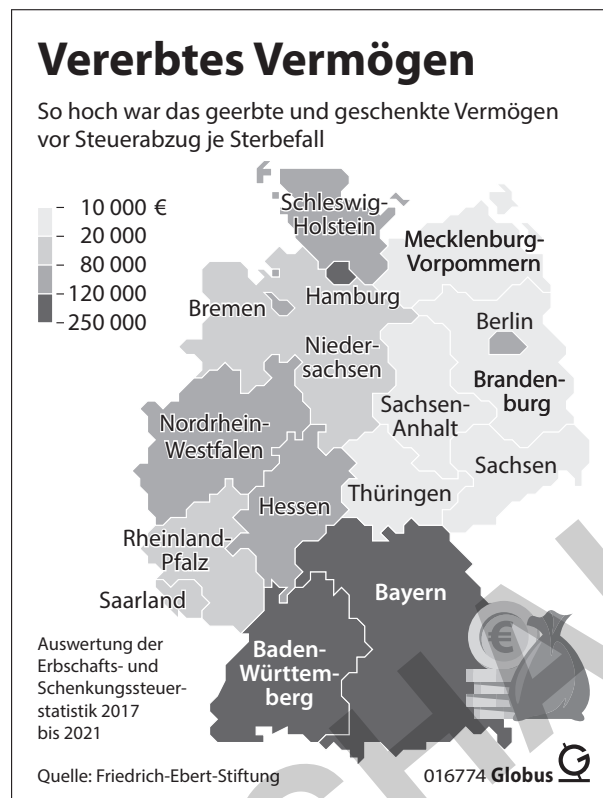 Vererbtes Vermögen
So hoch war das geerbte und geschenkte Vermögen
vor Steuerabzug je Sterbefall
10 000 €
20 000
80 000
120 000
250 000
Schleswig-
Holstein
Mecklenburg-
Vorpommern
Hamburg
Bremen
Berlin
Nieder-
sachsen
Branden-
burg
Sachsen-
Anhalt
Nordrhein-
Westfalen
Sachsen
Thüringen
Hessen
Rheinland-
Pfalz
Saarland
Bayern
Baden-
Württem-
berg
€
Auswertung der
Erbschafts- und
Schenkungssteuer-
statistik 2017
bis 2021
Quelle: Friedrich-Ebert-Stiftung
016774 Globus